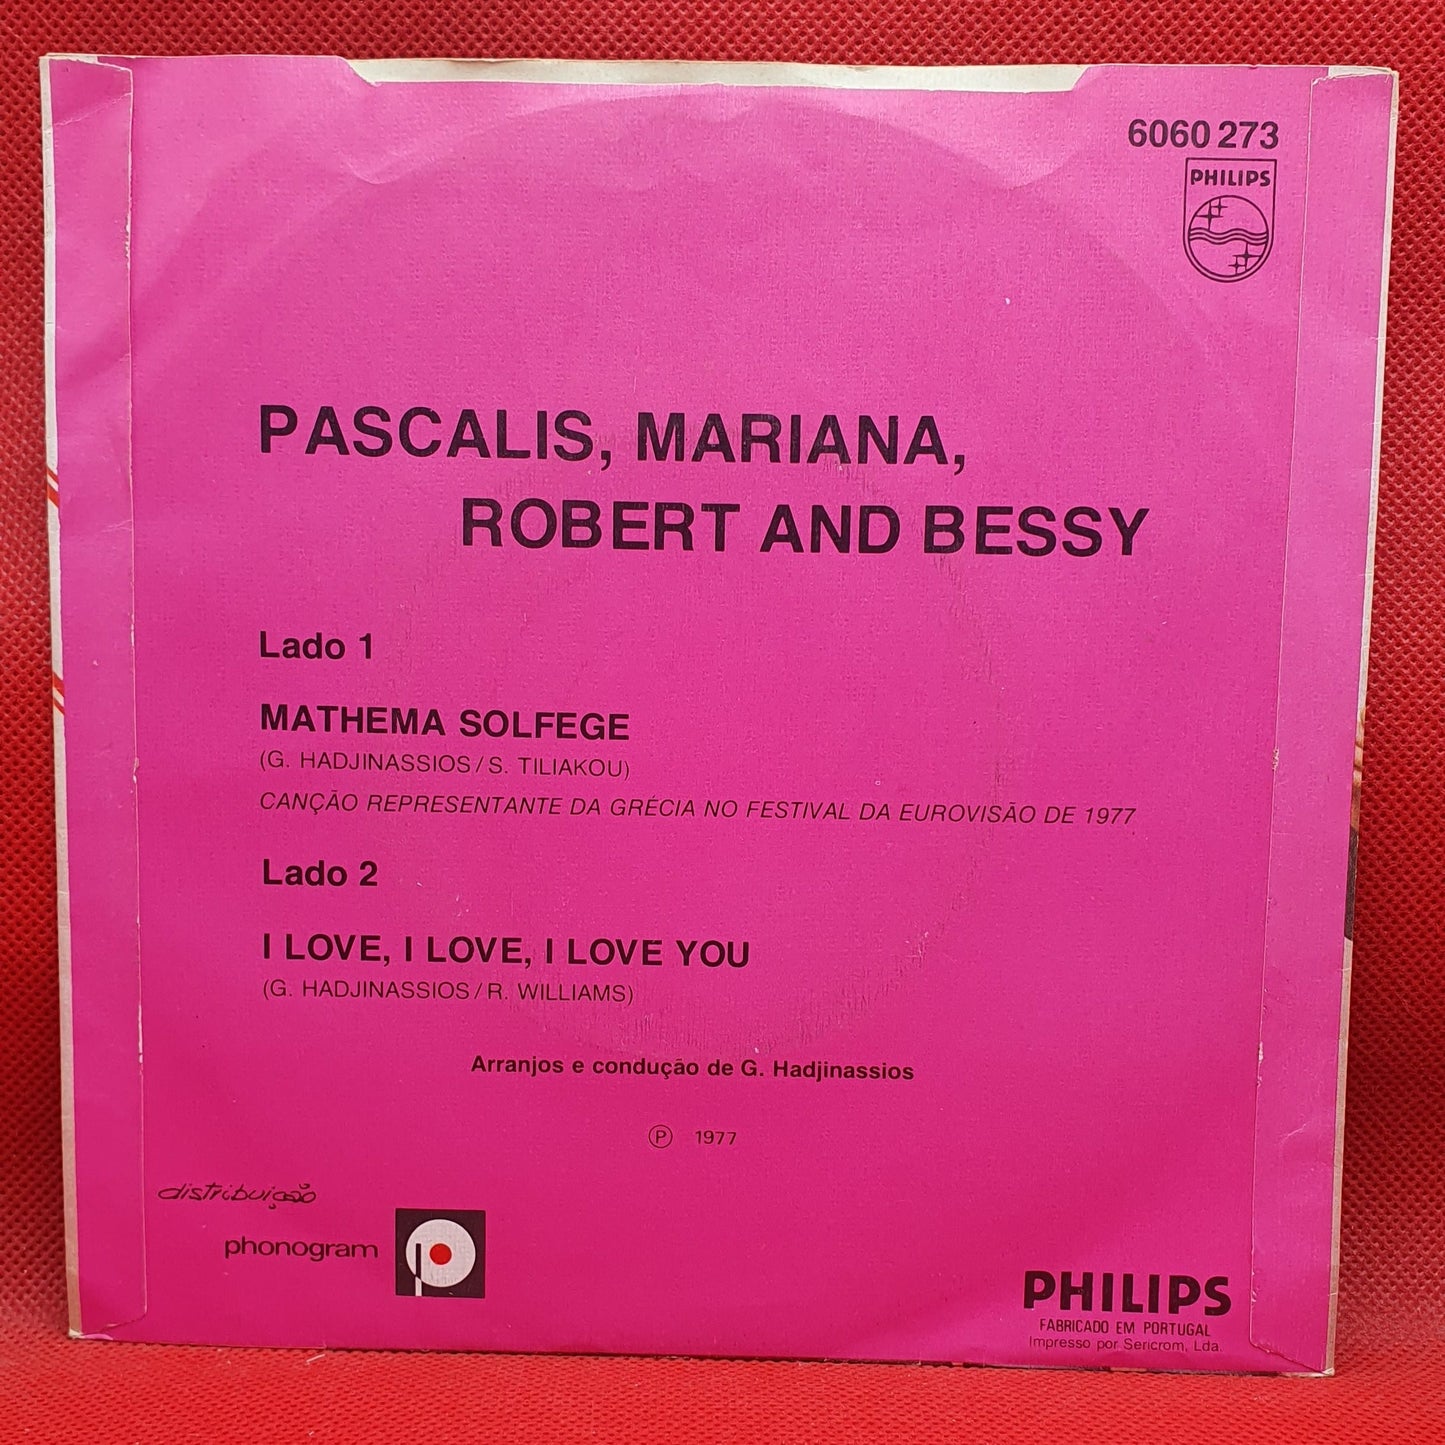 6060 273
PHILIPS
PASCALIS, MARIANA,
ROBERT AND BESSY
Lado 1
MATHEMA SOLFEGE
(G. HADJINASSIOS/S. TILIAKOU)
CANÇÃO REPRESENTANTE DA GRÉCIA NO FESTIVAL DA EUROVISÃO DE 1977
Lado 2
I LOVE, I LOVE, I LOVE YOU
(G. HADJINASSIOS/R. WILLIAMS)
Arranjos e condução de G. Hadjinassios
Ⓟ 1977
distribuição
phonogram
PHILIPS
FABRICADO EM PORTUGAL
Impresso por Sericrom, Lda.